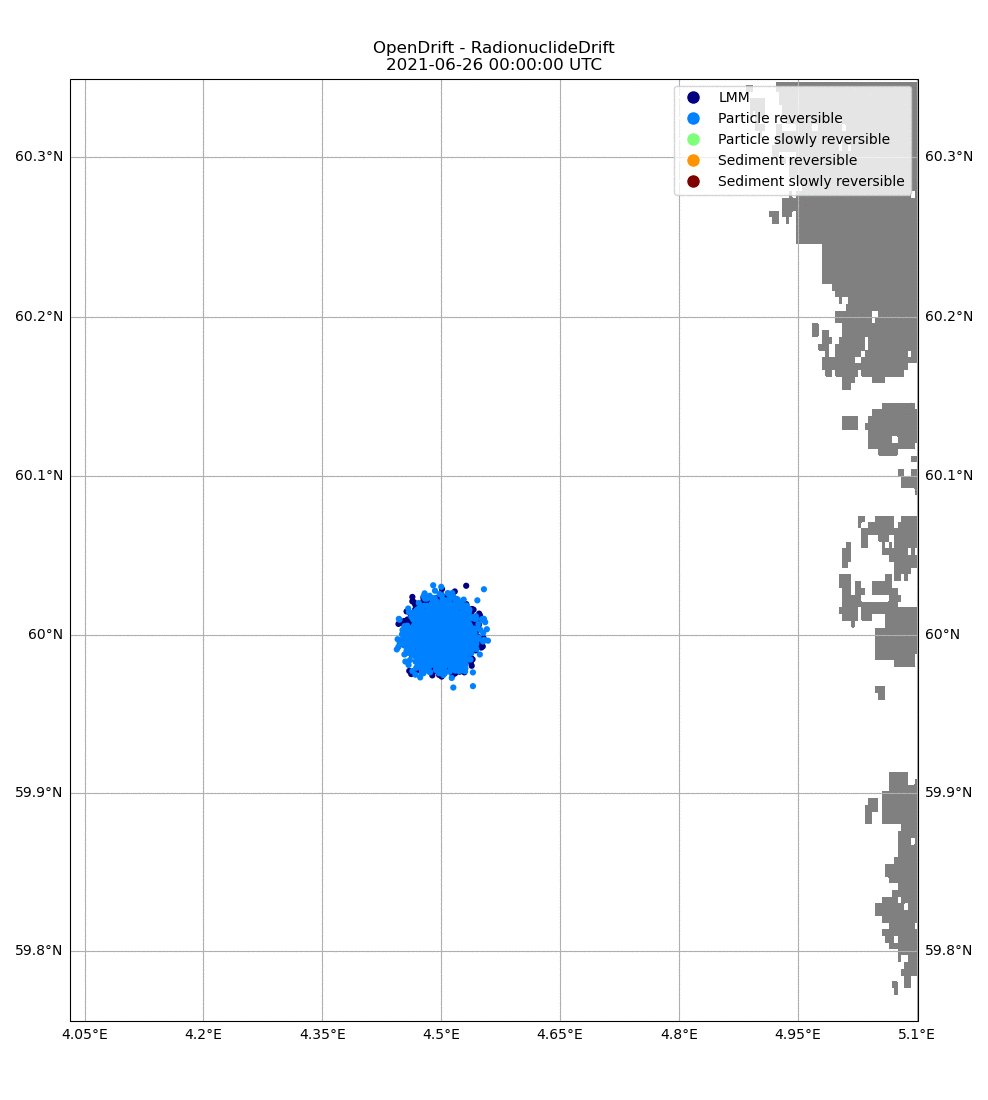 OpenDrift - RadionuclideDrift
2021-06-26 00:00:00 UTC
LMM
Particle reversible
Particle slowly reversible
Sediment reversible
Sediment slowly reversible
60.3°N 60.3°N
60.2°N 60.2°N
60.1°N 60.1°N
60°N 60°N
59.9°N 59.9°N
59.8°N 59.8°N
4.05°E 4.2°E 4.35°E 4.5°E 4.65°E 4.8°E 4.95°E 5.1°E